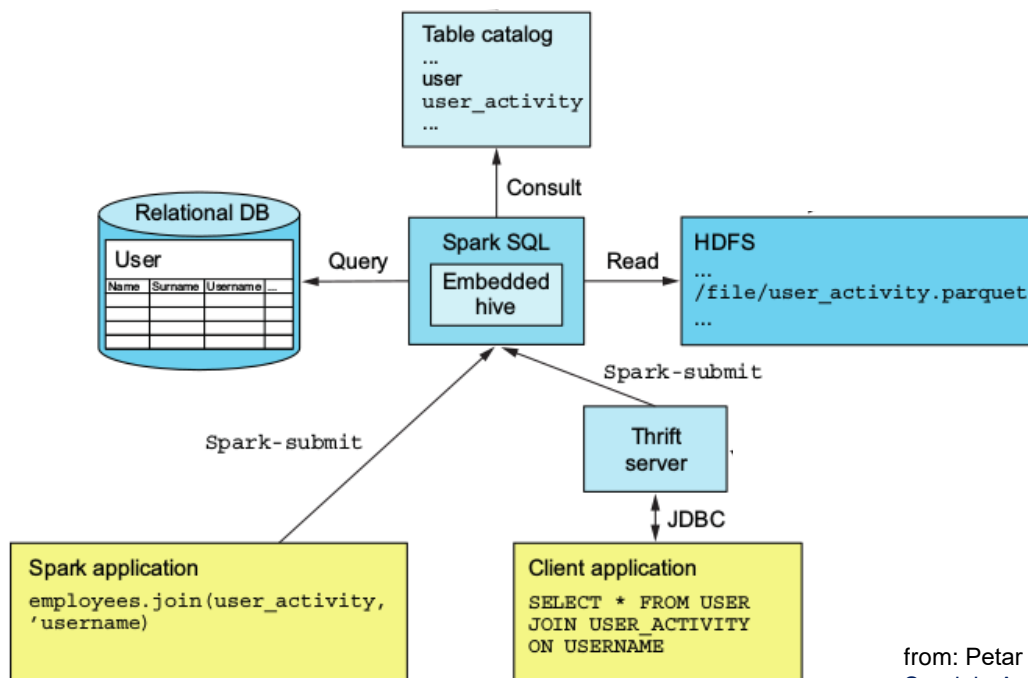 Table catalog
...
user
user_activity
...
Consult
Relational DB
User
Name Surname Username ...
Query
Spark SQL
Embedded
hive
Read
HDFS
...
/file/user_activity.parquet
...
Spark-submit
Spark-submit
Thrift
server
JDBC
Spark application
employees.join(user_activity,
'username)
Client application
SELECT * FROM USER
JOIN USER_ACTIVITY
ON USERNAME
from: Petar